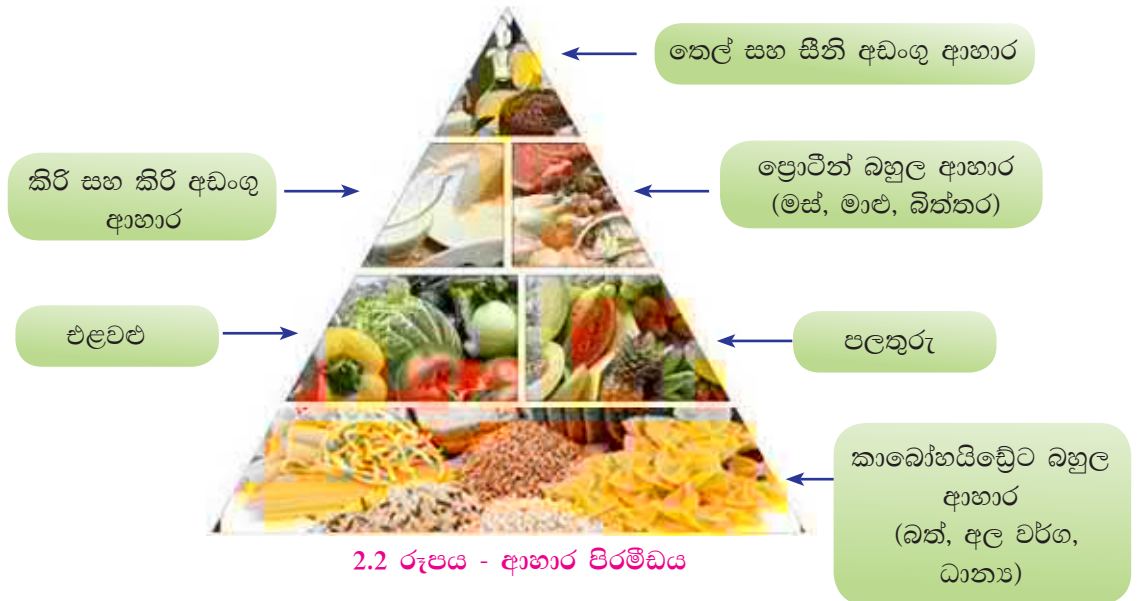 තෙල් සහ සීනි අඩංගු ආහාර
කිරි සහ කිරි අඩංගු
ආහාර
ප්‍රොටීන් බහුල ආහාර
(මස්, මාළු, බිත්තර)
එළවළු
පලතුරු
කාබෝහයිඩ්‍රේට බහුල
ආහාර
(බත්, අල වර්ග,
ධාන්‍ය)
2.2 රූපය - ආහාර පිරමීඩය